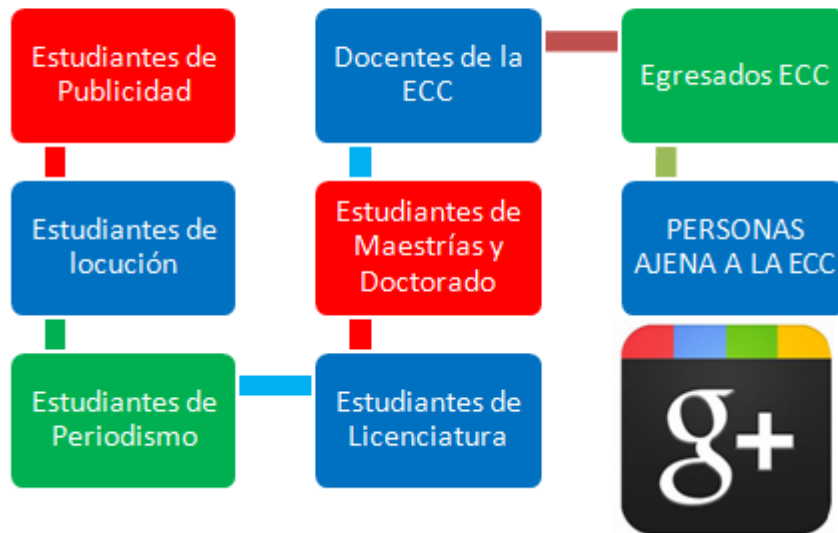 Estudiantes de
Publicidad
Estudiantes de
locución
Estudiantes de
Periodismo
Estudiantes de
Licenciatura
Estudiantes de
Maestrías y
Doctorado
Docentes de la
ECC
Egresados ECC
PERSONAS
AJENA A LA ECC
g+